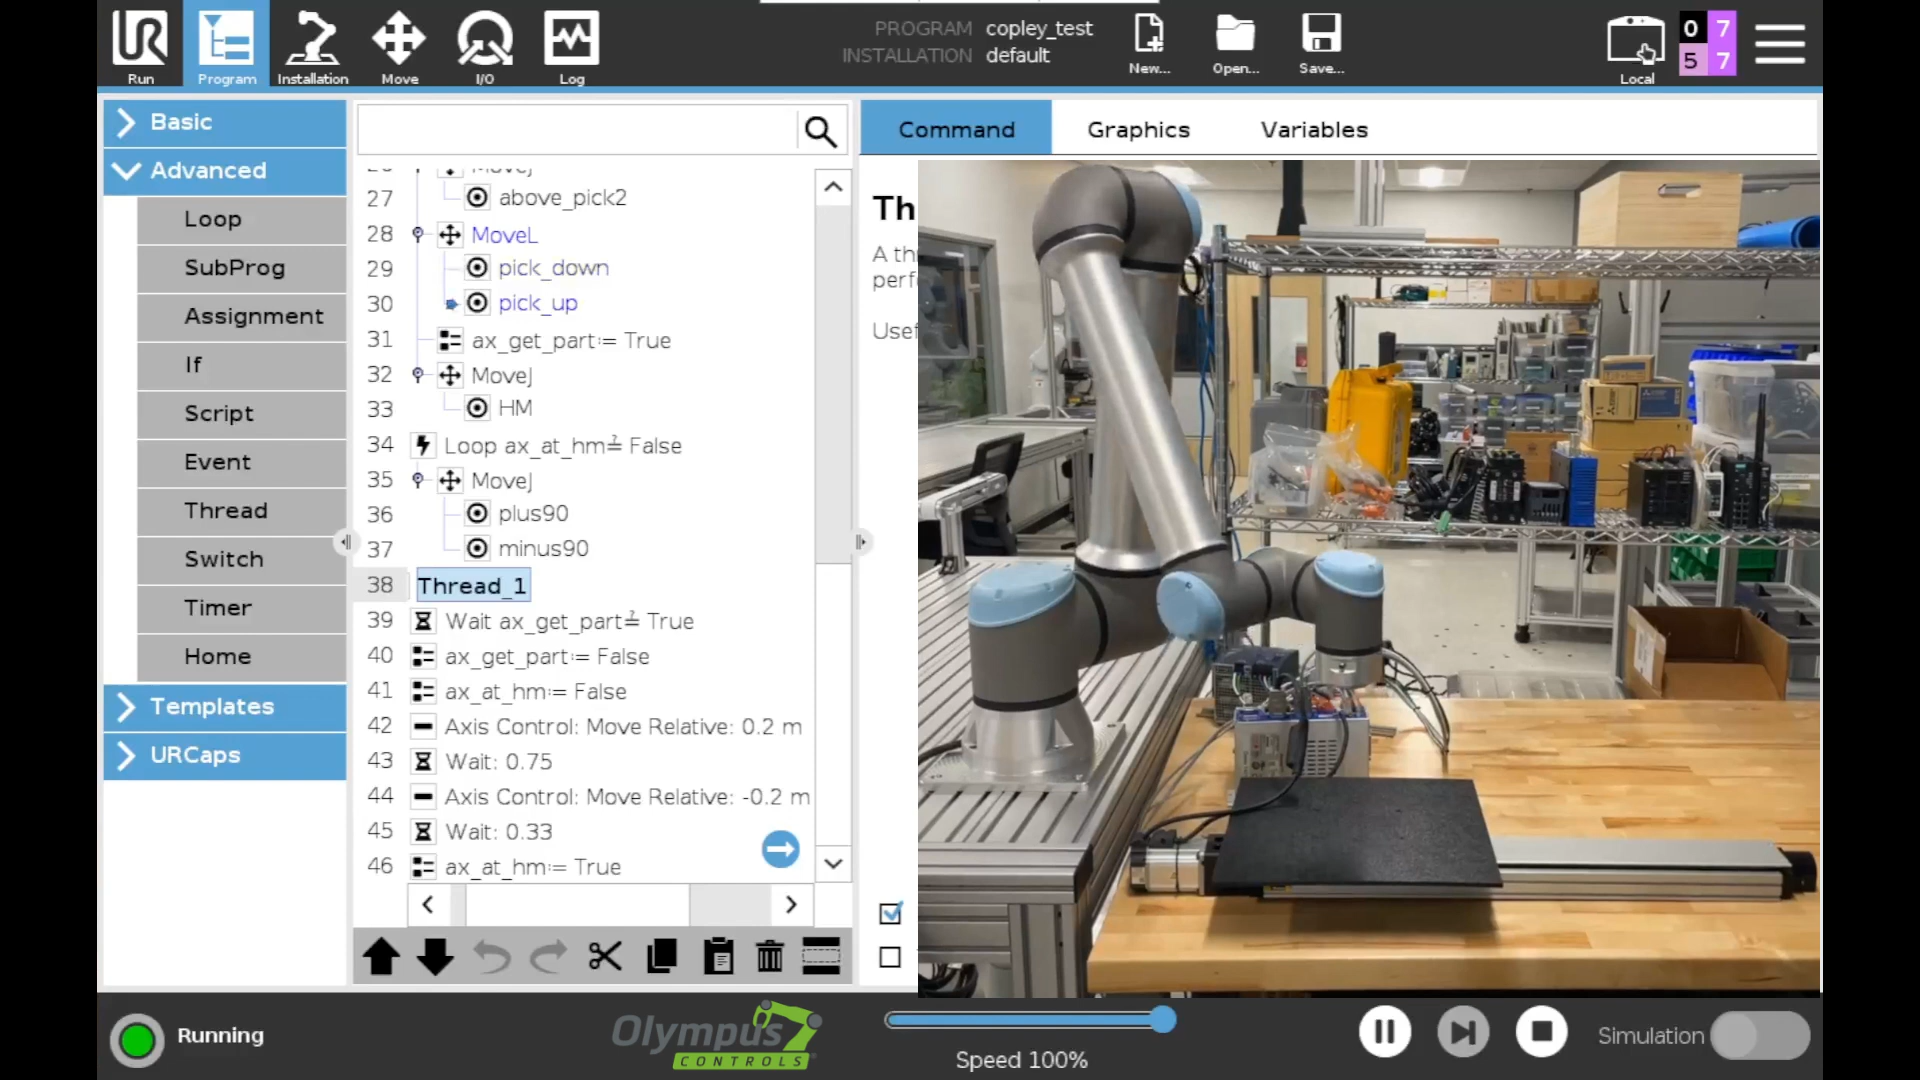 PROGRAM copley_test
INSTALLATION default
Run
Program
Installation
Move
I/O
Log
New...
Open...
Save...
Local
0 7
5 7
Basic
Advanced
Loop
SubProg
Assignment
If
Script
Event
Thread
Switch
Timer
Home
Templates
URCaps
27 above_pick2
28 MoveL
29 pick_down
30 pick_up
31 ax_get_part:= True
32 MoveJ
33 HM
34 Loop ax_at_hm≟ False
35 MoveJ
36 plus90
37 minus90
38 Thread_1
39 Wait ax_get_part≟ True
40 ax_get_part:= False
41 ax_at_hm:= False
42 Axis Control: Move Relative: 0.2 m
43 Wait: 0.75
44 Axis Control: Move Relative: -0.2 m
45 Wait: 0.33
46 ax_at_hm:= True
Command
Graphics
Variables
Th
A th
perf
Usef
Running
Olympus
CONTROLS
Speed 100%
Simulation